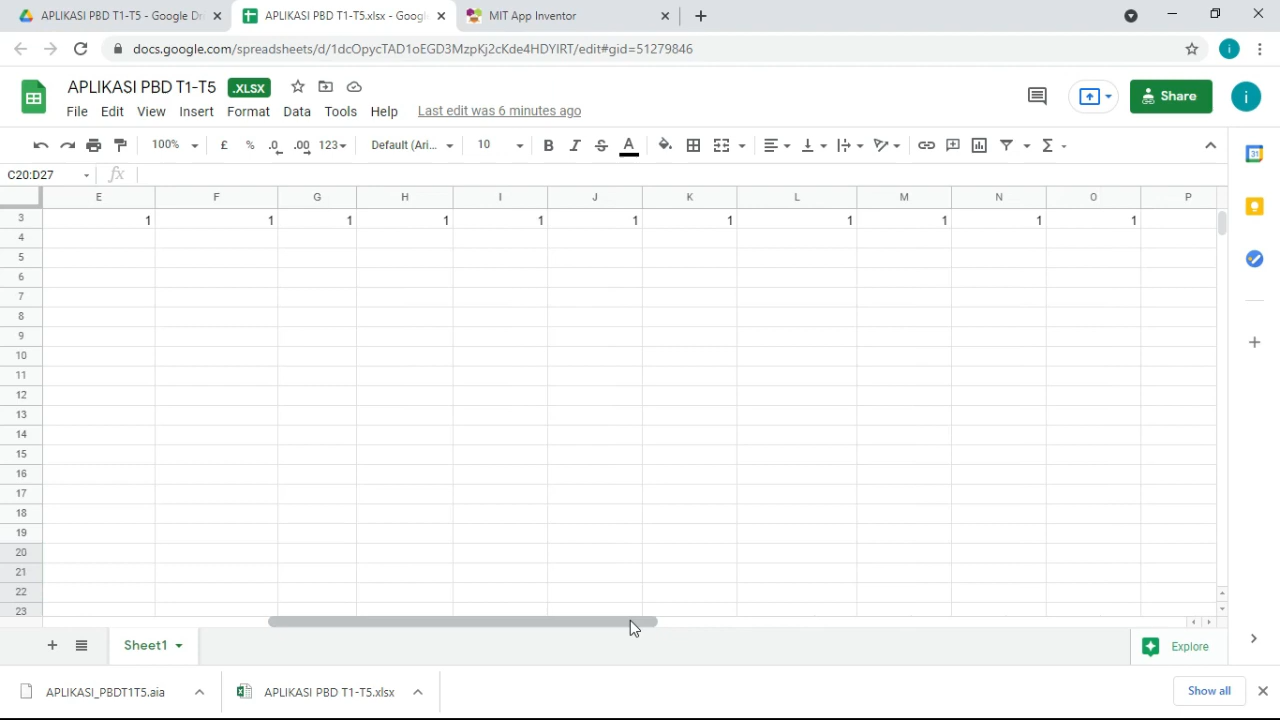 APLIKASI PBD T1-T5 - Google Dri
APLIKASI PBD T1-T5.xlsx - Googl
MIT App Inventor
docs.google.com/spreadsheets/d/1dcOpycTAD1oEGD3MzpKj2cKde4HDYIRT/edit#gid=51279846
i
APLIKASI PBD T1-T5 .XLSX
Share
i
File Edit View Insert Format Data Tools Help Last edit was 6 minutes ago
100% £ % .0 .00 123 Default (Ari... 10 B I S A Σ
31
C20:D27 fx
E F G H I J K L M N O P
3 1 1 1 1 1 1 1 1 1 1 1
4
5
6
7
8
9
10
11
12
13
14
15
16
17
18
19
20
21
22
23
Sheet1
Explore
APLIKASI_PBDT1T5.aia
APLIKASI PBD T1-T5.xlsx
Show all